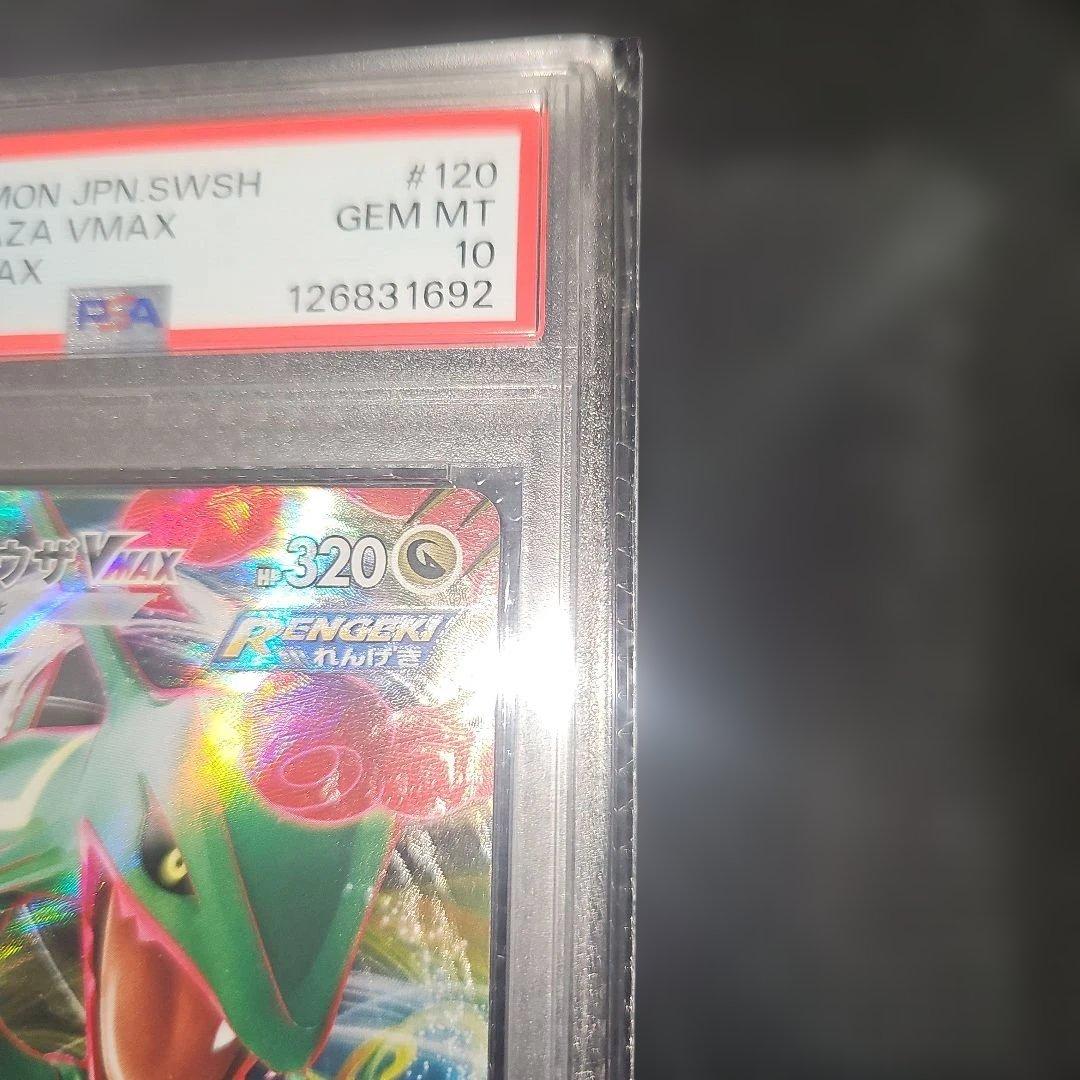 MON JPN.SWSH #120
AZA VMAX GEM MT
AX 10
PSA 126831692
ウザVMAX HP320
RENGEKI
れんげき